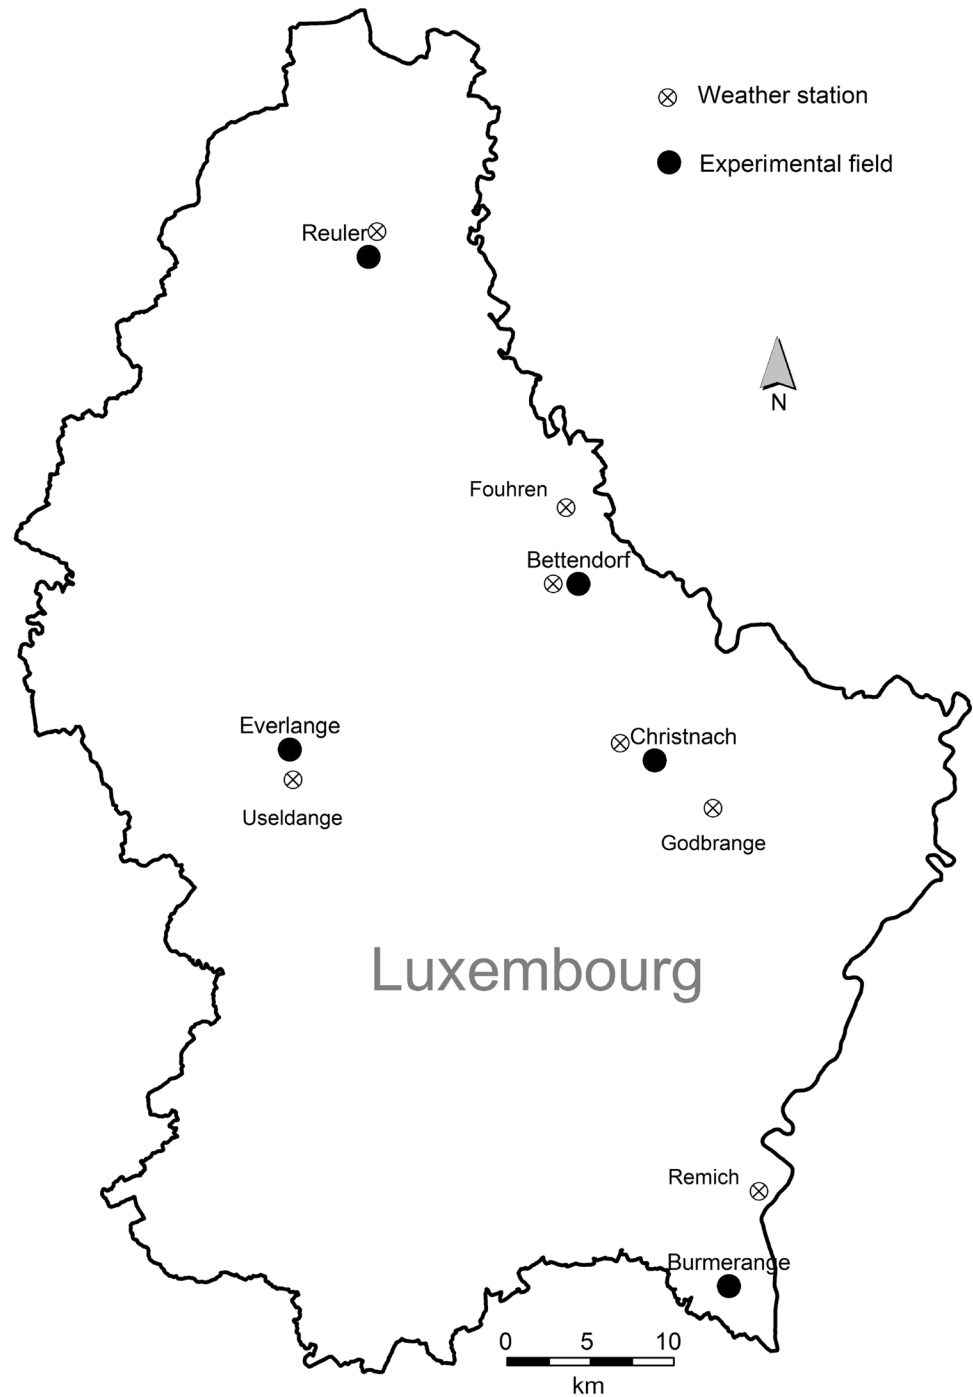 Weather station
Experimental field
Reuler
N
Fouhren
Bettendorf
Everlange
Christnach
Useldange
Godbrange
Luxembourg
Remich
Burmerange
0 5 10
km